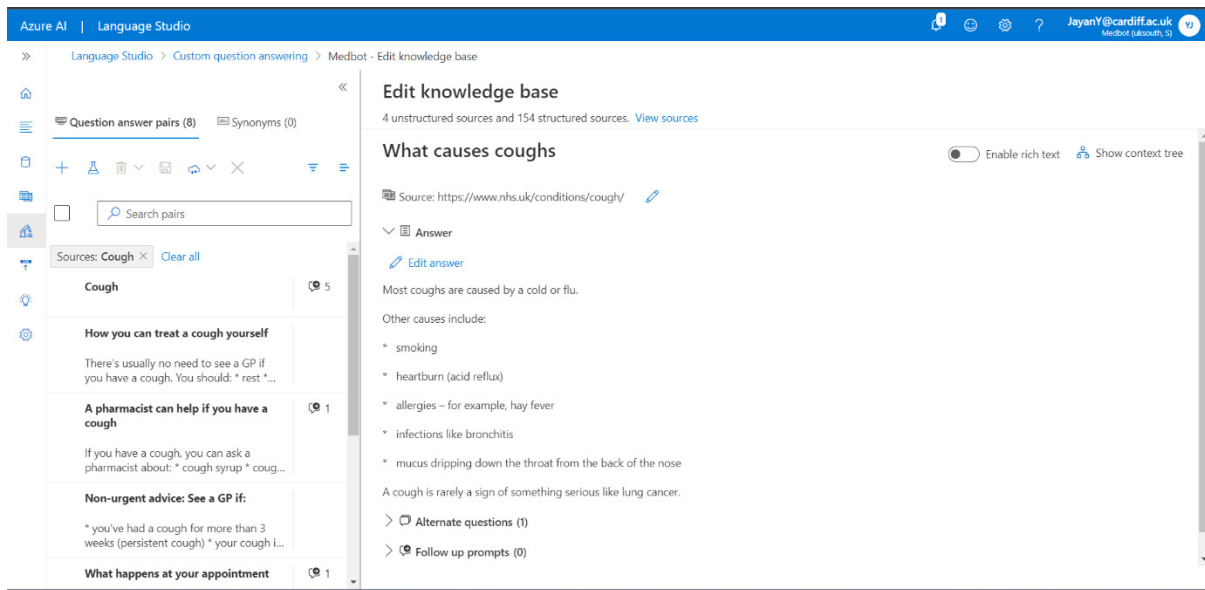 Azure AI | Language Studio
1
JayanY@cardiff.ac.uk
Medbot (uksouth, S)
YJ
Language Studio > Custom question answering > Medbot - Edit knowledge base
Question answer pairs (8)
Synonyms (0)
Search pairs
Sources: Cough
Clear all
Cough
5
How you can treat a cough yourself
There's usually no need to see a GP if
you have a cough. You should: * rest *...
A pharmacist can help if you have a
cough
1
If you have a cough, you can ask a
pharmacist about: * cough syrup * coug...
Non-urgent advice: See a GP if:
* you've had a cough for more than 3
weeks (persistent cough) * your cough i...
What happens at your appointment
1
Edit knowledge base
4 unstructured sources and 154 structured sources. View sources
What causes coughs
Enable rich text
Show context tree
Source: https://www.nhs.uk/conditions/cough/
Answer
Edit answer
Most coughs are caused by a cold or flu.
Other causes include:
* smoking
* heartburn (acid reflux)
* allergies – for example, hay fever
* infections like bronchitis
* mucus dripping down the throat from the back of the nose
A cough is rarely a sign of something serious like lung cancer.
Alternate questions (1)
Follow up prompts (0)